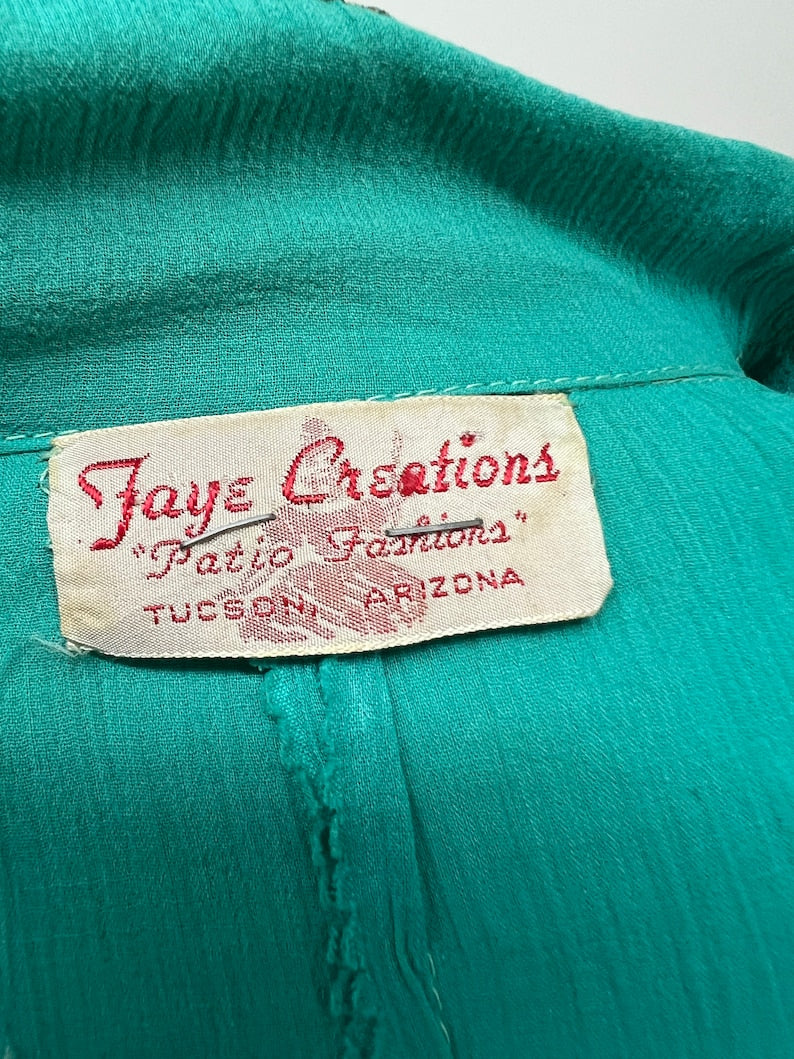 Faye Creations
"Patio Fashions"
TUCSON, ARIZONA